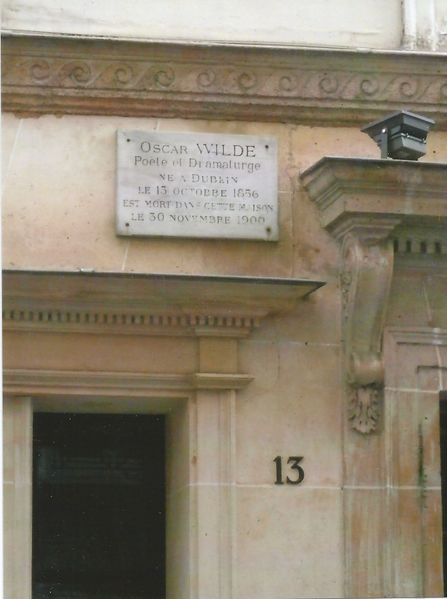 OSCAR WILDE
Poète et Dramaturge
NÉ A DUBLIN
LE 15 OCTOBRE 1856
EST MORT DANS CETTE MAISON
LE 30 NOVEMBRE 1900
13